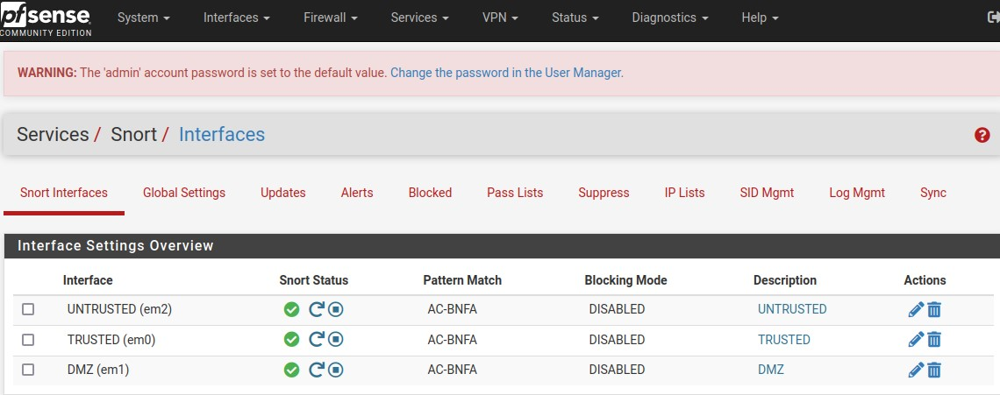 pfsense
COMMUNITY EDITION
System Interfaces Firewall Services VPN Status Diagnostics Help
WARNING: The 'admin' account password is set to the default value. Change the password in the User Manager.
Services / Snort / Interfaces
Snort Interfaces Global Settings Updates Alerts Blocked Pass Lists Suppress IP Lists SID Mgmt Log Mgmt Sync
Interface Settings Overview
Interface Snort Status Pattern Match Blocking Mode Description Actions
UNTRUSTED (em2) AC-BNFA DISABLED UNTRUSTED
TRUSTED (em0) AC-BNFA DISABLED TRUSTED
DMZ (em1) AC-BNFA DISABLED DMZ